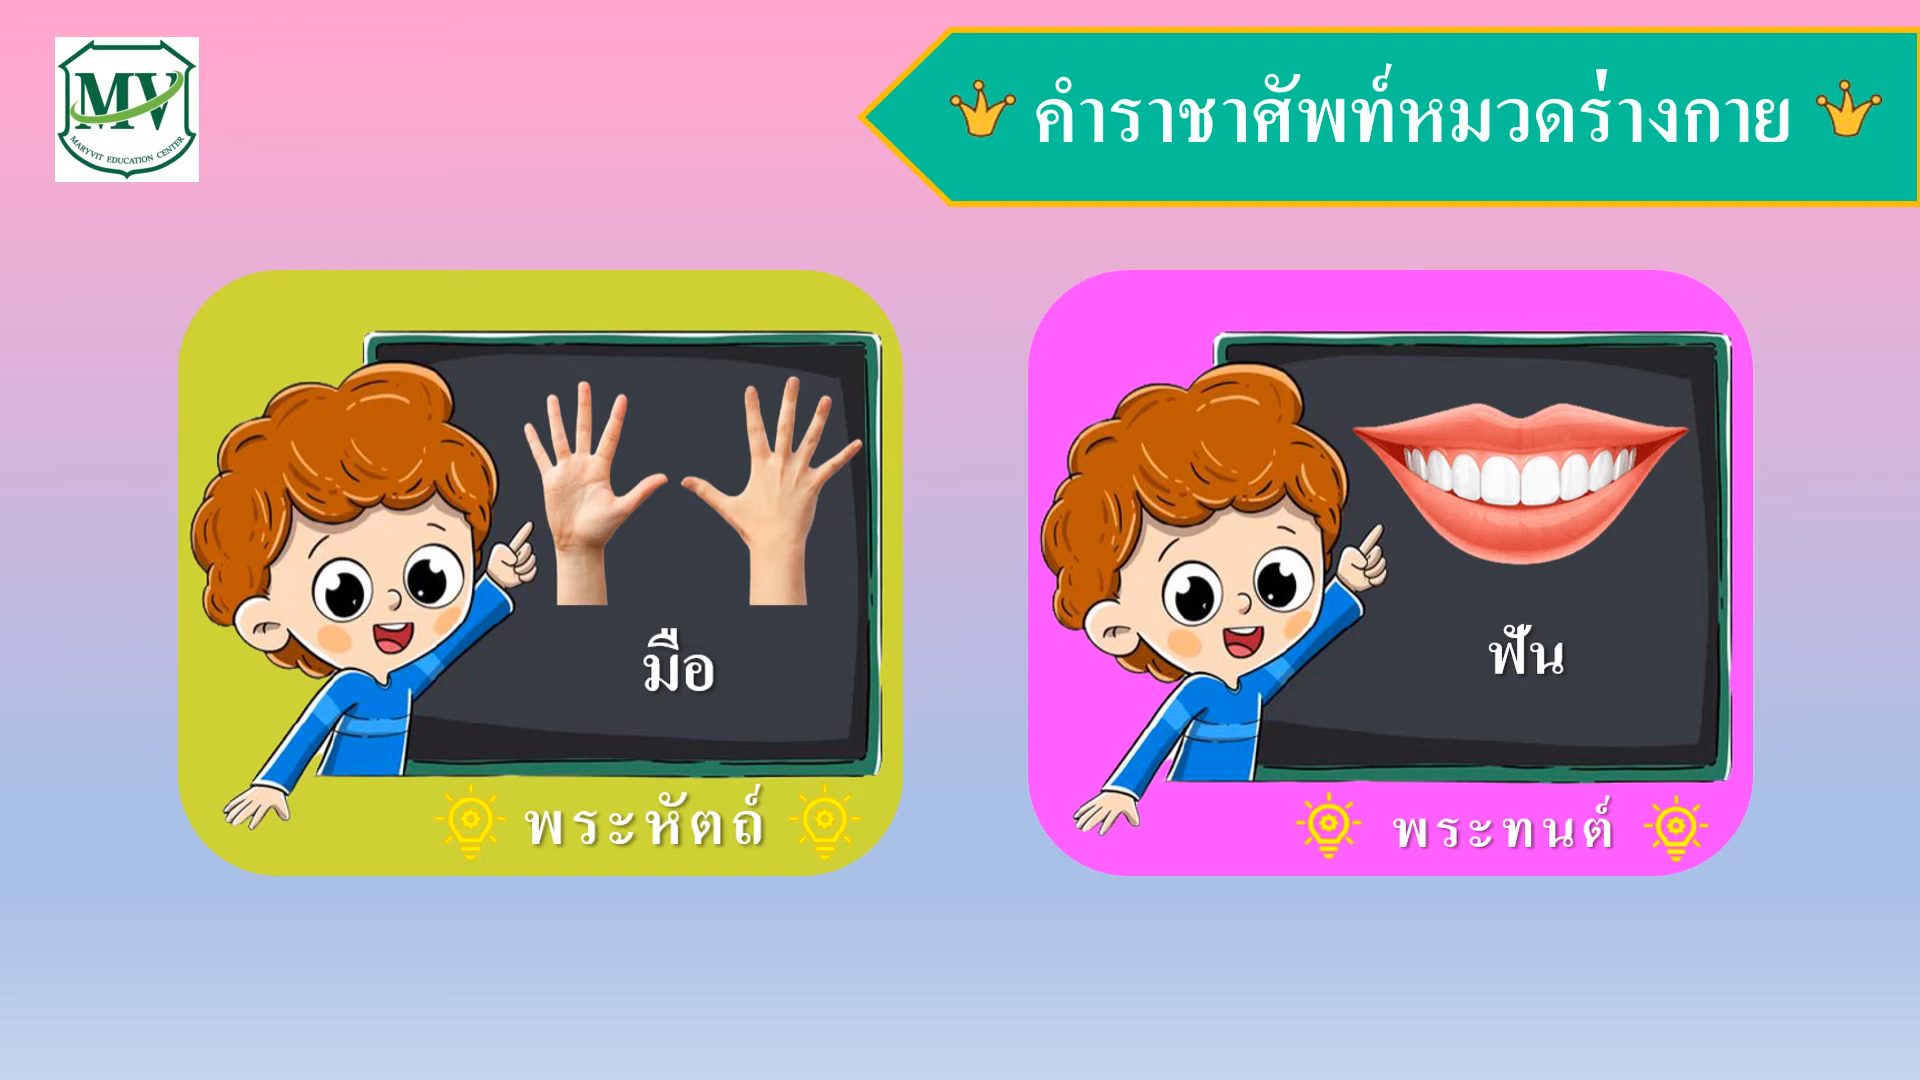 MV
MARYVIT EDUCATION CENTER
คำราชาศัพท์หมวดร่างกาย
มือ
พระหัตถ์
ฟัน
พระทนต์